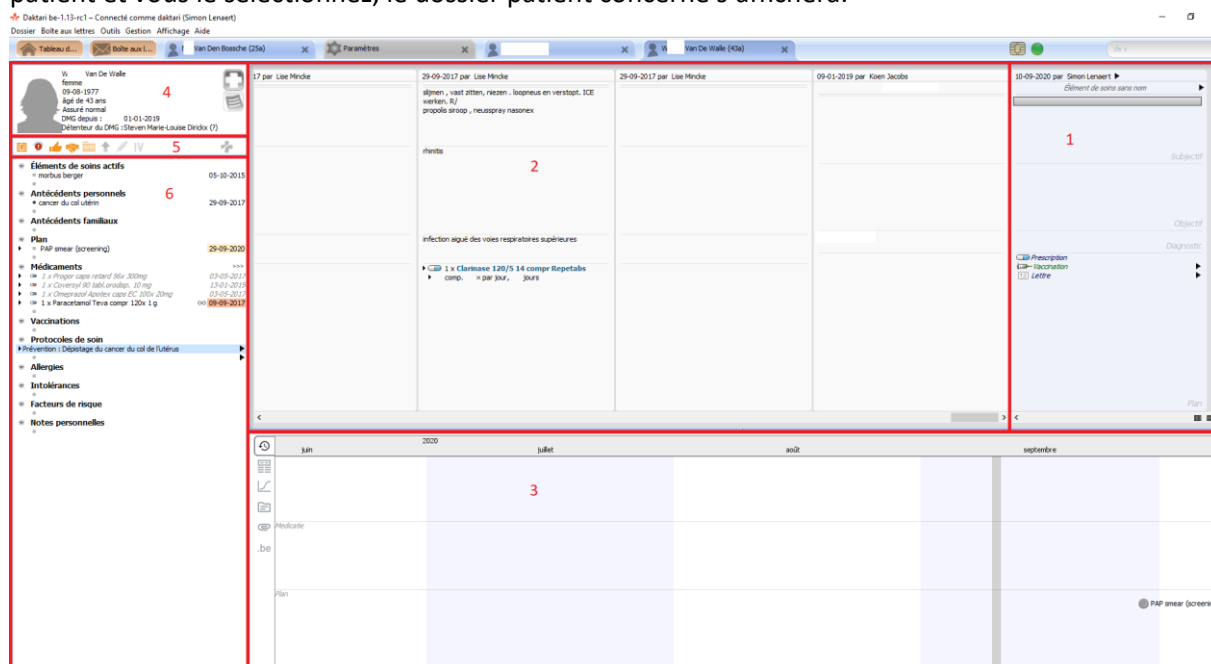 patient et vous le sélectionnez, le dossier patient concerné s'affichera.
Daktari be-1.13-rc1 – Connecté comme daktari (Simon Lenaert)
Dossier Boîte aux lettres Outils Gestion Affichage Aide
Tableau d... Boîte aux l... Van Den Bossche (25a) x Paramètres x x W Van De Walle (43a) x
W Van De Walle
femme
09-08-1977
âgé de 43 ans
Assuré normal
DMG depuis : 01-01-2019
Détenteur du DMG :Steven Marie-Louise Diridix (?)
4
5
IV
Éléments de soins actifs
morbus berger 05-10-2015
Antécédents personnels
6
cancer du col utérin 29-09-2017
Antécédents familiaux
Plan
PAP smear (screening) 29-09-2020
Médicaments >>>
1 x Progor caps retard 56x 300mg 03-05-2017
1 x Coversyl 90 tabl.orodisp. 10 mg 13-01-2015
1 x Omeprazol Apotex caps EC 100x 20mg 03-05-2017
1 x Paracetamol Teva compr 120x 1 g 09-09-2017
Vaccinations
Protocoles de soin
Prévention : Dépistage du cancer du col de l'utérus
Allergies
Intolérances
Facteurs de risque
Notes personnelles
17 par Lise Mincke
29-09-2017 par Lise Mincke
slijmen , vast zitten, niezen . loopneus en verstopt. ICE
werken. R/
propolis siroop , neusspray nasonex
rhinitis
2
infection aiguë des voies respiratoires supérieures
1 x Clarinase 120/5 14 compr Repetabs
comp. × par jour, jours
29-09-2017 par Lise Mincke
09-01-2019 par Koen Jacobs
10-09-2020 par Simon Lenaert
Élément de soins sans nom
1
Subjectif
Objectif
Diagnostic
Prescription
Vaccination
Lettre
Plan
2020
juin juillet août septembre
3
Medicatie
.be
Plan
PAP smear (screen